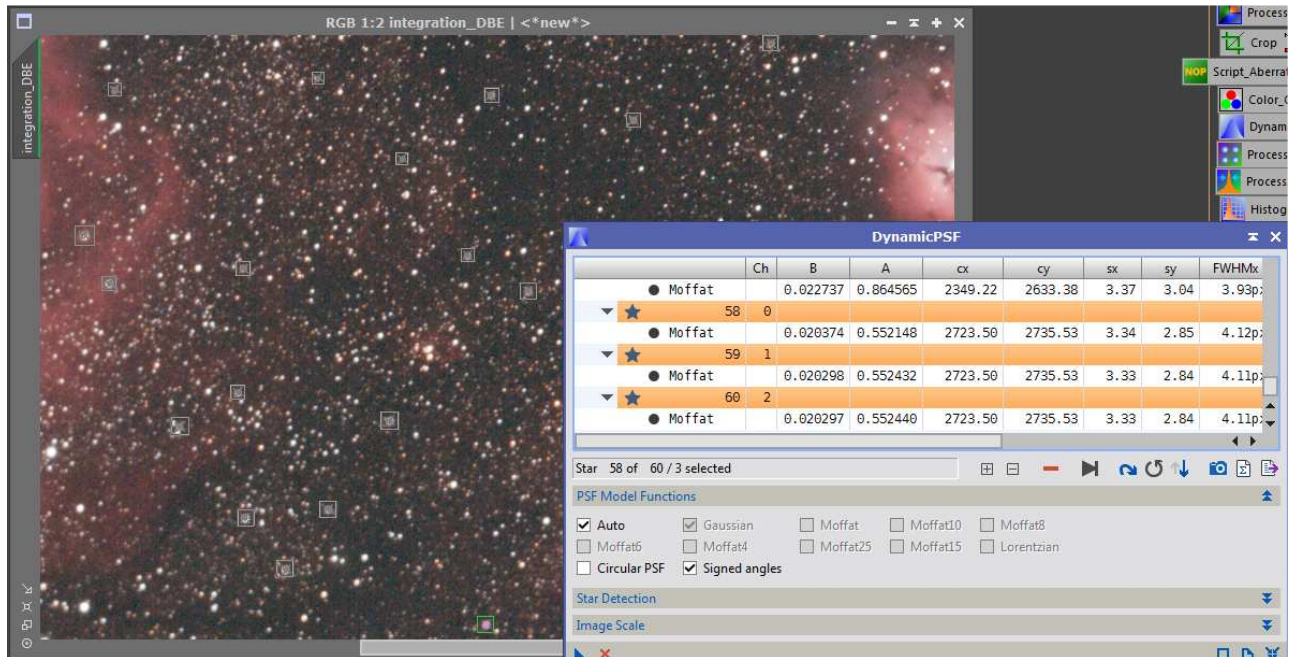 RGB 1:2 integration_DBE | <*new*>
integration_DBE
Process
Crop
NOP Script_Aberrat
Color_C
Dynam
Process
Process
Histog
DynamicPSF
Ch B A cx cy sx sy FWHMx
Moffat 0.022737 0.864565 2349.22 2633.38 3.37 3.04 3.93px
58 0
Moffat 0.020374 0.552148 2723.50 2735.53 3.34 2.85 4.12px
59 1
Moffat 0.020298 0.552432 2723.50 2735.53 3.33 2.84 4.11px
60 2
Moffat 0.020297 0.552440 2723.50 2735.53 3.33 2.84 4.11px
Star 58 of 60 / 3 selected
PSF Model Functions
Auto Gaussian Moffat Moffat10 Moffat8
Moffat6 Moffat4 Moffat25 Moffat15 Lorentzian
Circular PSF Signed angles
Star Detection
Image Scale